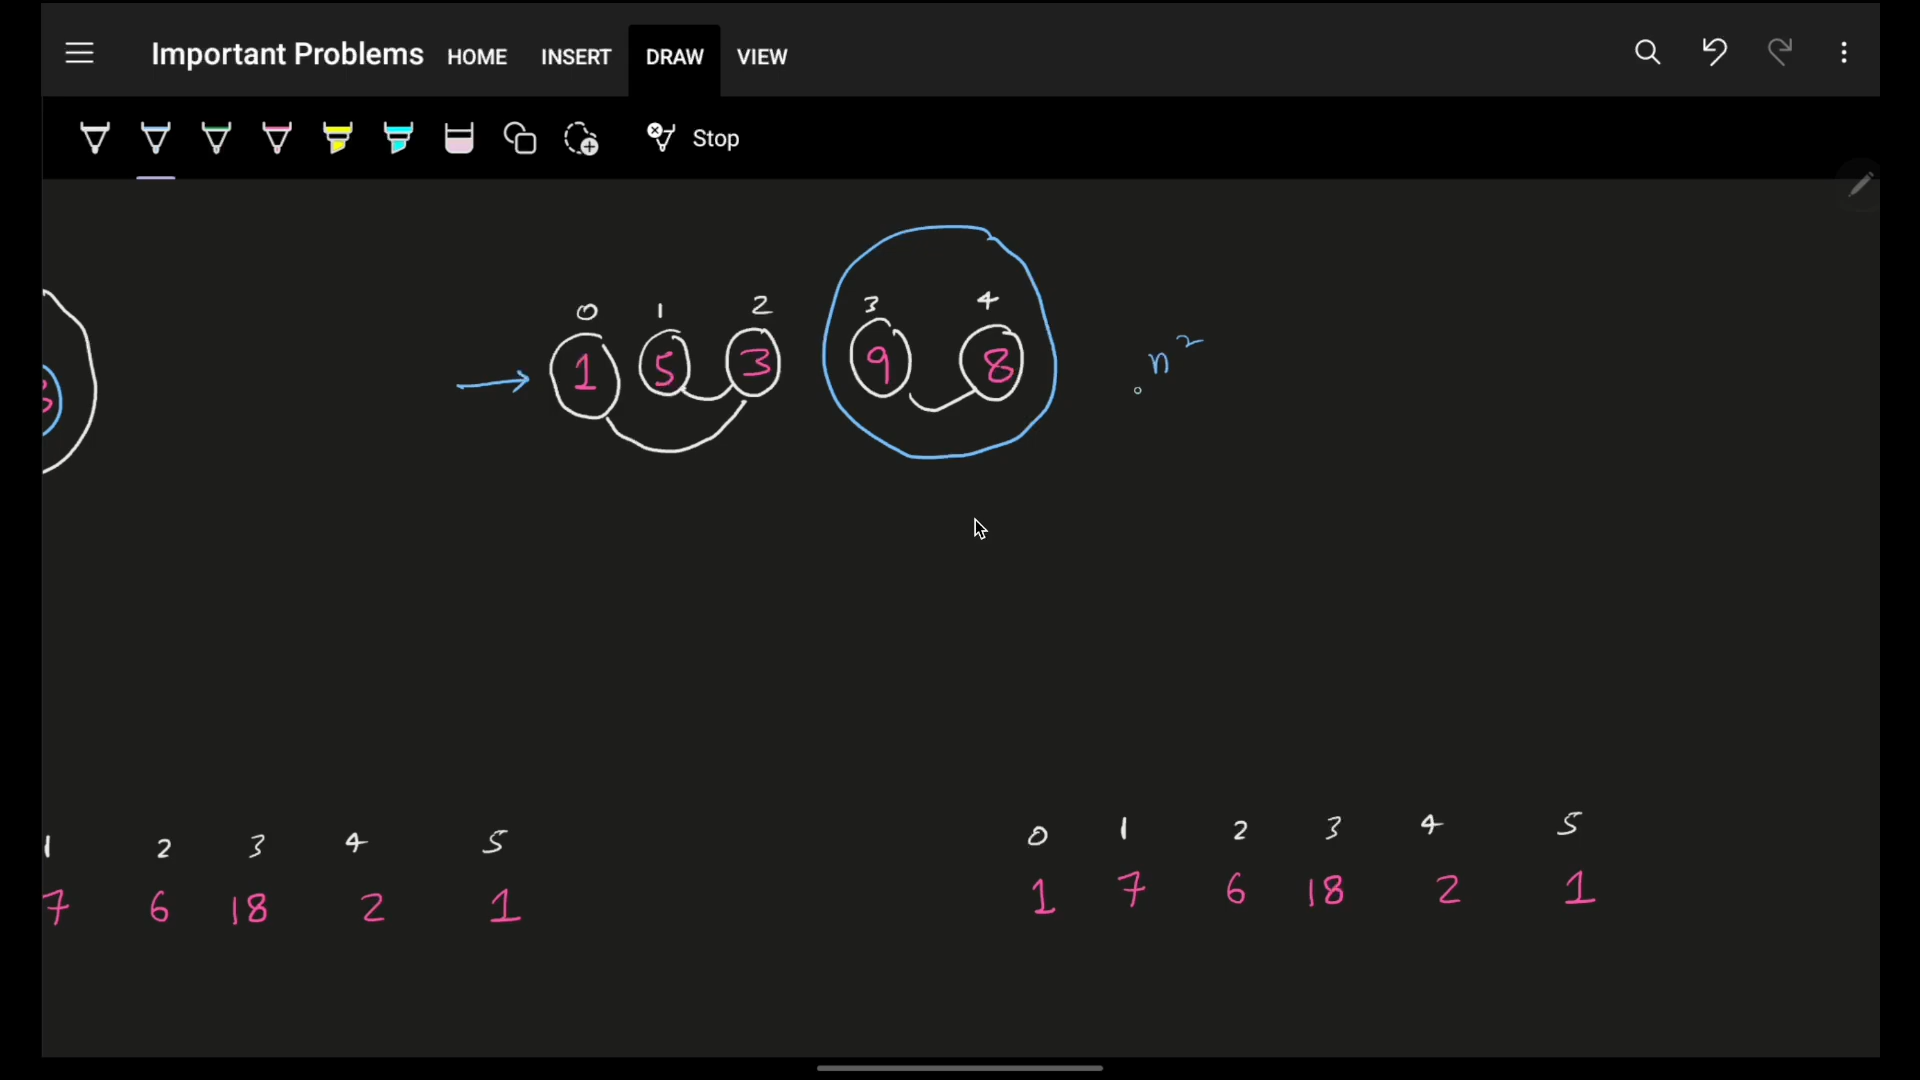 Important Problems HOME INSERT DRAW VIEW
Stop
0 1 2 3 4
1 5 3 9 8 n²
3
1 2 3 4 5
7 6 18 2 1
0 1 2 3 4 5
1 7 6 18 2 1